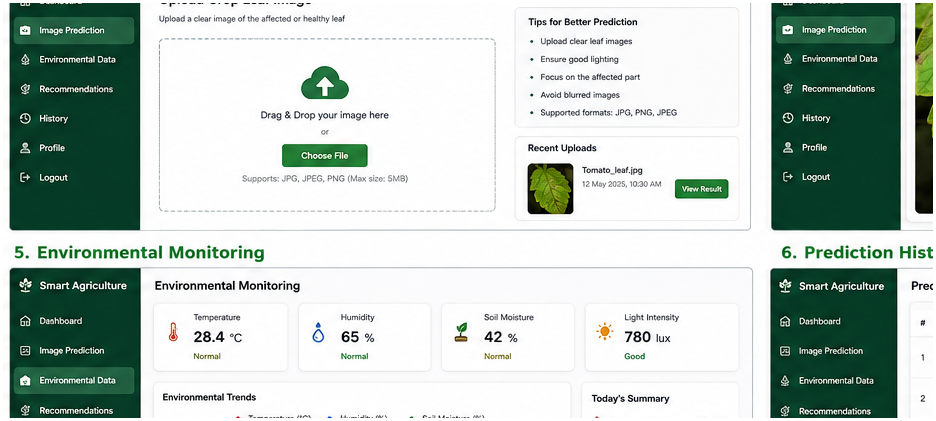 Dashboard
Image Prediction
Environmental Data
Recommendations
History
Profile
Logout
Upload Crop Leaf Image
Upload a clear image of the affected or healthy leaf
Drag & Drop your image here
or
Choose File
Supports: JPG, JPEG, PNG (Max size: 5MB)
Tips for Better Prediction
• Upload clear leaf images
• Ensure good lighting
• Focus on the affected part
• Avoid blurred images
• Supported formats: JPG, PNG, JPEG
Recent Uploads
Tomato_leaf.jpg
12 May 2025, 10:30 AM
View Result
Image Prediction
Environmental Data
Recommendations
History
Profile
Logout
5. Environmental Monitoring
Smart Agriculture
Dashboard
Image Prediction
Environmental Data
Recommendations
Environmental Monitoring
Temperature
28.4 °C
Normal
Humidity
65 %
Normal
Soil Moisture
42 %
Normal
Light Intensity
780 lux
Good
Environmental Trends
Temperature (°C)
Humidity (%)
Soil Moisture (%)
Today's Summary
6. Prediction Hist
Smart Agriculture
Dashboard
Image Prediction
Environmental Data
Recommendations
Prec
#
1
2